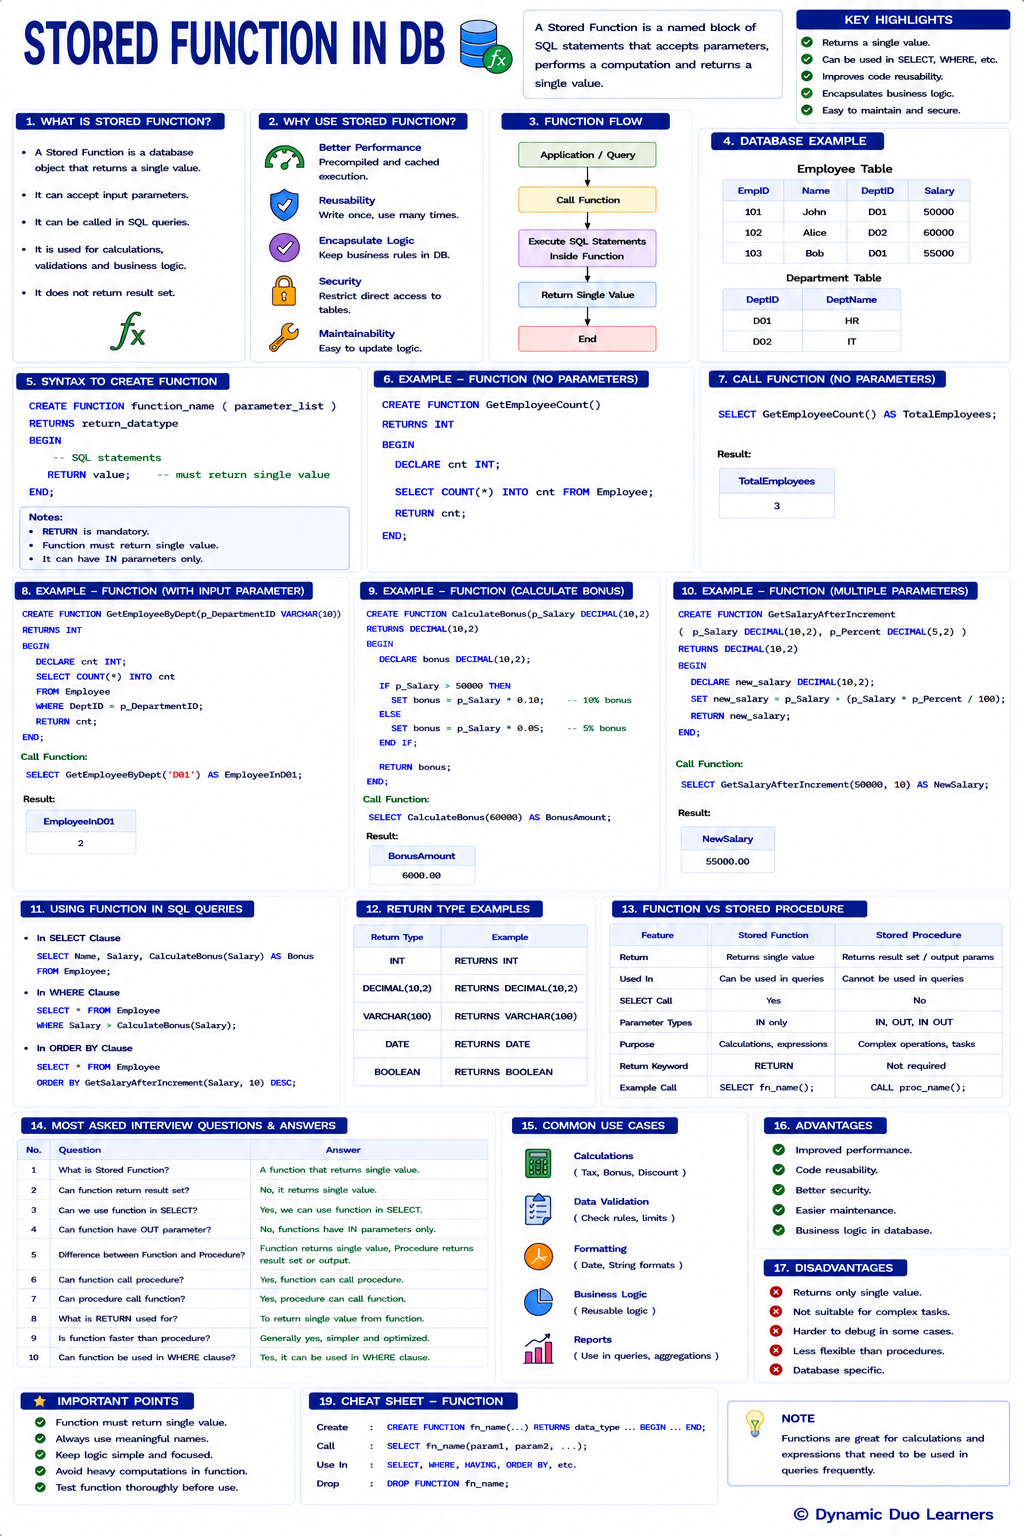 STORED FUNCTION IN DB
fx
A Stored Function is a named block of
SQL statements that accepts parameters,
performs a computation and returns a
single value.
KEY HIGHLIGHTS
Returns a single value.
Can be used in SELECT, WHERE, etc.
Improves code reusability.
Encapsulates business logic.
Easy to maintain and secure.
1. WHAT IS STORED FUNCTION?
• A Stored Function is a database
object that returns a single value.
• It can accept input parameters.
• It can be called in SQL queries.
• It is used for calculations,
validations and business logic.
• It does not return result set.
fx
2. WHY USE STORED FUNCTION?
Better Performance
Precompiled and cached
execution.
Reusability
Write once, use many times.
Encapsulate Logic
Keep business rules in DB.
Security
Restrict direct access to
tables.
Maintainability
Easy to update logic.
3. FUNCTION FLOW
Application / Query
Call Function
Execute SQL Statements
Inside Function
Return Single Value
End
4. DATABASE EXAMPLE
Employee Table
EmpID Name DeptID Salary
101 John D01 50000
102 Alice D02 60000
103 Bob D01 55000
Department Table
DeptID DeptName
D01 HR
D02 IT
5. SYNTAX TO CREATE FUNCTION
CREATE FUNCTION function_name ( parameter_list )
RETURNS return_datatype
BEGIN
-- SQL statements
RETURN value; -- must return single value
END;
Notes:
• RETURN is mandatory.
• Function must return single value.
• It can have IN parameters only.
6. EXAMPLE – FUNCTION (NO PARAMETERS)
CREATE FUNCTION GetEmployeeCount()
RETURNS INT
BEGIN
DECLARE cnt INT;
SELECT COUNT(*) INTO cnt FROM Employee;
RETURN cnt;
END;
7. CALL FUNCTION (NO PARAMETERS)
SELECT GetEmployeeCount() AS TotalEmployees;
Result:
TotalEmployees
3
8. EXAMPLE – FUNCTION (WITH INPUT PARAMETER)
CREATE FUNCTION GetEmployeeByDept(p_DepartmentID VARCHAR(10))
RETURNS INT
BEGIN
DECLARE cnt INT;
SELECT COUNT(*) INTO cnt
FROM Employee
WHERE DeptID = p_DepartmentID;
RETURN cnt;
END;
Call Function:
SELECT GetEmployeeByDept('D01') AS EmployeeInD01;
Result:
EmployeeInD01
2
9. EXAMPLE – FUNCTION (CALCULATE BONUS)
CREATE FUNCTION CalculateBonus(p_Salary DECIMAL(10,2)
RETURNS DECIMAL(10,2)
BEGIN
DECLARE bonus DECIMAL(10,2);
IF p_Salary > 50000 THEN
SET bonus = p_Salary * 0.10; -- 10% bonus
ELSE
SET bonus = p_Salary * 0.05; -- 5% bonus
END IF;
RETURN bonus;
END;
Call Function:
SELECT CalculateBonus(60000) AS BonusAmount;
Result:
BonusAmount
6000.00
10. EXAMPLE – FUNCTION (MULTIPLE PARAMETERS)
CREATE FUNCTION GetSalaryAfterIncrement
( p_Salary DECIMAL(10,2), p_Percent DECIMAL(5,2) )
RETURNS DECIMAL(10,2)
BEGIN
DECLARE new_salary DECIMAL(10,2);
SET new_salary = p_Salary + (p_Salary * p_Percent / 100);
RETURN new_salary;
END;
Call Function:
SELECT GetSalaryAfterIncrement(50000, 10) AS NewSalary;
Result:
NewSalary
55000.00
11. USING FUNCTION IN SQL QUERIES
• In SELECT Clause
SELECT Name, Salary, CalculateBonus(Salary) AS Bonus
FROM Employee;
• In WHERE Clause
SELECT * FROM Employee
WHERE Salary > CalculateBonus(Salary);
• In ORDER BY Clause
SELECT * FROM Employee
ORDER BY GetSalaryAfterIncrement(Salary, 10) DESC;
12. RETURN TYPE EXAMPLES
Return Type Example
INT RETURNS INT
DECIMAL(10,2) RETURNS DECIMAL(10,2)
VARCHAR(100) RETURNS VARCHAR(100)
DATE RETURNS DATE
BOOLEAN RETURNS BOOLEAN
13. FUNCTION VS STORED PROCEDURE
Feature Stored Function Stored Procedure
Return Returns single value Returns result set / output params
Used In Can be used in queries Cannot be used in queries
SELECT Call Yes No
Parameter Types IN only IN, OUT, IN OUT
Purpose Calculations, expressions Complex operations, tasks
Return Keyword RETURN Not required
Example Call SELECT fn_name(); CALL proc_name();
14. MOST ASKED INTERVIEW QUESTIONS & ANSWERS
No. Question Answer
1 What is Stored Function? A function that returns single value.
2 Can function return result set? No, it returns single value.
3 Can we use function in SELECT? Yes, we can use function in SELECT.
4 Can function have OUT parameter? No, functions have IN parameters only.
5 Difference between Function and Procedure? Function returns single value, Procedure returns
result set or output.
6 Can function call procedure? Yes, function can call procedure.
7 Can procedure call function? Yes, procedure can call function.
8 What is RETURN used for? To return single value from function.
9 Is function faster than procedure? Generally yes, simpler and optimized.
10 Can function be used in WHERE clause? Yes, it can be used in WHERE clause.
15. COMMON USE CASES
Calculations
( Tax, Bonus, Discount )
Data Validation
( Check rules, limits )
Formatting
( Date, String formats )
Business Logic
( Reusable logic )
Reports
( Use in queries, aggregations )
16. ADVANTAGES
Improved performance.
Code reusability.
Better security.
Easier maintenance.
Business logic in database.
17. DISADVANTAGES
Returns only single value.
Not suitable for complex tasks.
Harder to debug in some cases.
Less flexible than procedures.
Database specific.
IMPORTANT POINTS
Function must return single value.
Always use meaningful names.
Keep logic simple and focused.
Avoid heavy computations in function.
Test function thoroughly before use.
19. CHEAT SHEET – FUNCTION
Create : CREATE FUNCTION fn_name(...) RETURNS data_type ... BEGIN ... END;
Call : SELECT fn_name(param1, param2, ...);
Use In : SELECT, WHERE, HAVING, ORDER BY, etc.
Drop : DROP FUNCTION fn_name;
NOTE
Functions are great for calculations and
expressions that need to be used in
queries frequently.
© Dynamic Duo Learners